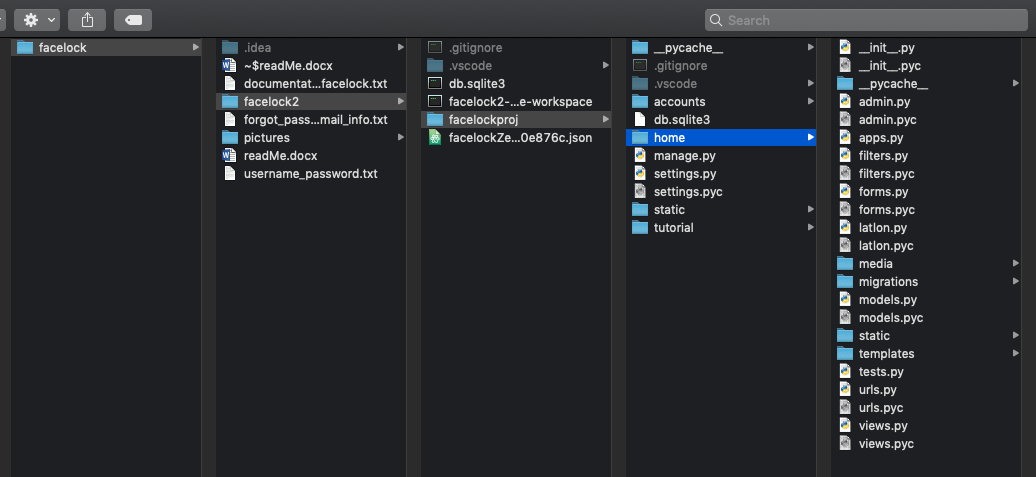 Search
facelock
.idea
~$readMe.docx
documentat...facelock.txt
facelock2
forgot_pass...mail_info.txt
pictures
readMe.docx
username_password.txt
.gitignore
.vscode
db.sqlite3
facelock2-...e-workspace
facelockproj
facelockZe...0e876c.json
__pycache__
.gitignore
.vscode
accounts
db.sqlite3
home
manage.py
settings.py
settings.pyc
static
tutorial
__init__.py
__init__.pyc
__pycache__
admin.py
admin.pyc
apps.py
filters.py
filters.pyc
forms.py
forms.pyc
latlon.py
latlon.pyc
media
migrations
models.py
models.pyc
static
templates
tests.py
urls.py
urls.pyc
views.py
views.pyc